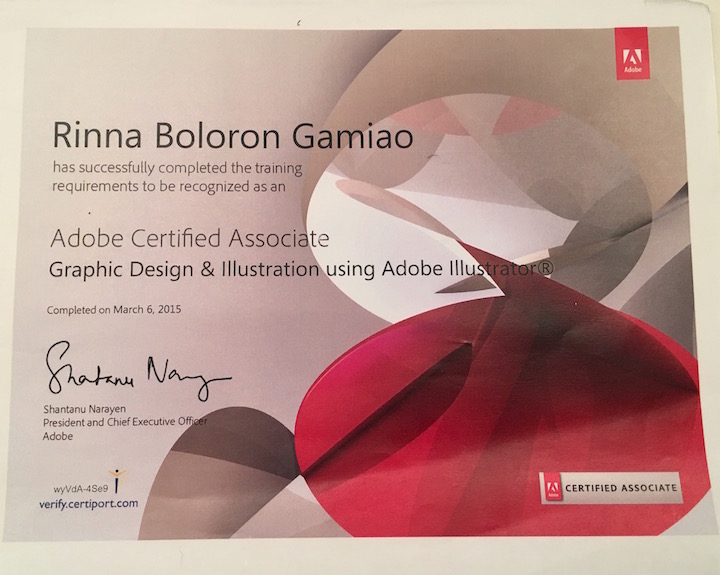 Adobe
Rinna Boloron Gamiao
has successfully completed the training
requirements to be recognized as an
Adobe Certified Associate
Graphic Design & Illustration using Adobe Illustrator®
Completed on March 6, 2015
Shantanu Narayen
Shantanu Narayen
President and Chief Executive Officer
Adobe
wyVdA-4Se9
verify.certiport.com
Adobe
CERTIFIED ASSOCIATE